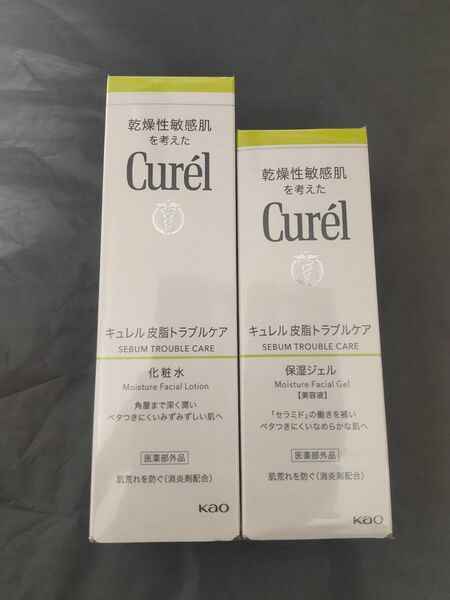 乾燥性敏感肌
を考えた
Curél
キュレル 皮脂トラブルケア
SEBUM TROUBLE CARE
化粧水
Moisture Facial Lotion
角層まで深く潤い
ベタつきにくいみずみずしい肌へ
医薬部外品
肌荒れを防ぐ(消炎剤配合)
Kao
乾燥性敏感肌
を考えた
Curél
キュレル 皮脂トラブルケア
SEBUM TROUBLE CARE
保湿ジェル
Moisture Facial Gel
【美容液】
「セラミド」の働きを補い
ベタつきにくいなめらかな肌へ
医薬部外品
肌荒れを防ぐ(消炎剤配合)
Kao